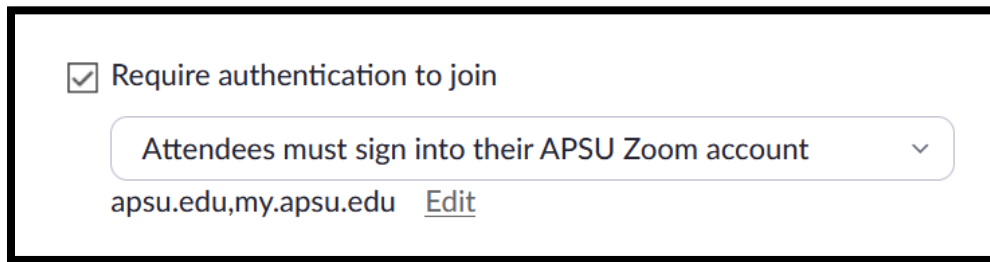 Require authentication to join
Attendees must sign into their APSU Zoom account
apsu.edu,my.apsu.edu Edit